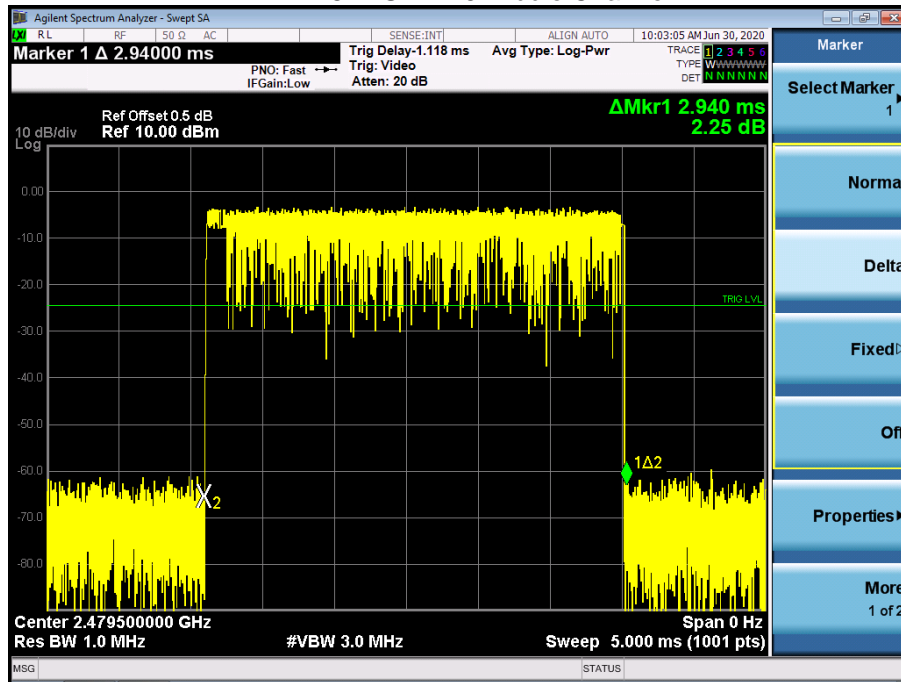 Agilent Spectrum Analyzer - Swept SA
LXI RL RF 50 Ω AC SENSE:INT ALIGN AUTO 10:03:05 AM Jun 30, 2020
Marker 1 Δ 2.94000 ms
Trig Delay-1.118 ms Avg Type: Log-Pwr TRACE 1 2 3 4 5 6
PNO: Fast Trig: Video TYPE WWWWWW
IFGain:Low Atten: 20 dB DET N N N N N N
Marker
Select Marker
1
Ref Offset 0.5 dB ΔMkr1 2.940 ms
10 dB/div Ref 10.00 dBm 2.25 dB
Log
0.00
Norma
-10.0
Delta
-20.0
TRIG LVL
-30.0
Fixed
-40.0
-50.0
Off
-60.0
1Δ2
2
-70.0
Properties
-80.0
More
1 of 2
Center 2.479500000 GHz Span 0 Hz
Res BW 1.0 MHz #VBW 3.0 MHz Sweep 5.000 ms (1001 pts)
MSG STATUS